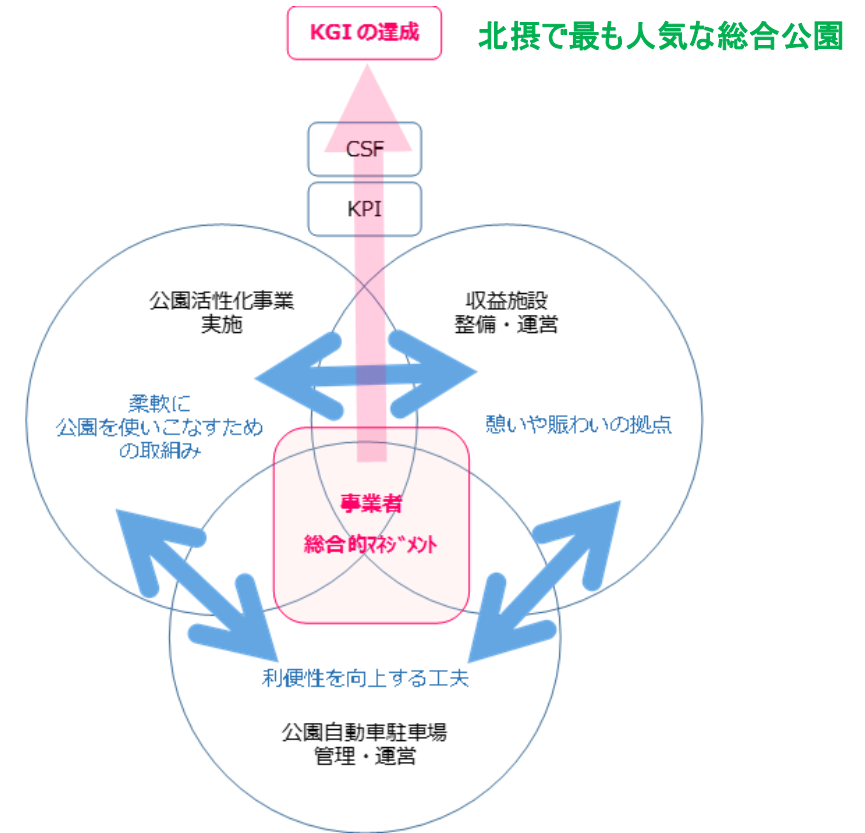 KGIの達成
北摂で最も人気な総合公園
CSF
KPI
公園活性化事業
実施
収益施設
整備・運営
柔軟に
公園を使いこなすため
の取組み
憩いや賑わいの拠点
事業者
総合的ﾏﾈｼﾞﾒﾝﾄ
利便性を向上する工夫
公園自動車駐車場
管理・運営